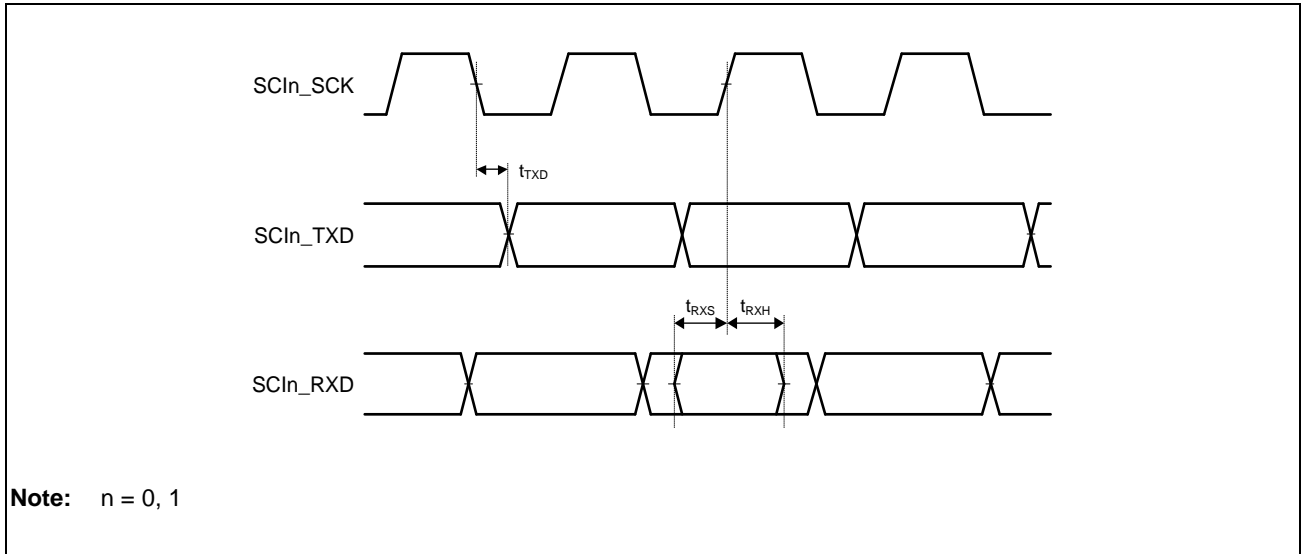 SCIn_SCK
tTXD
SCIn_TXD
tRXS tRXH
SCIn_RXD
Note: n = 0, 1